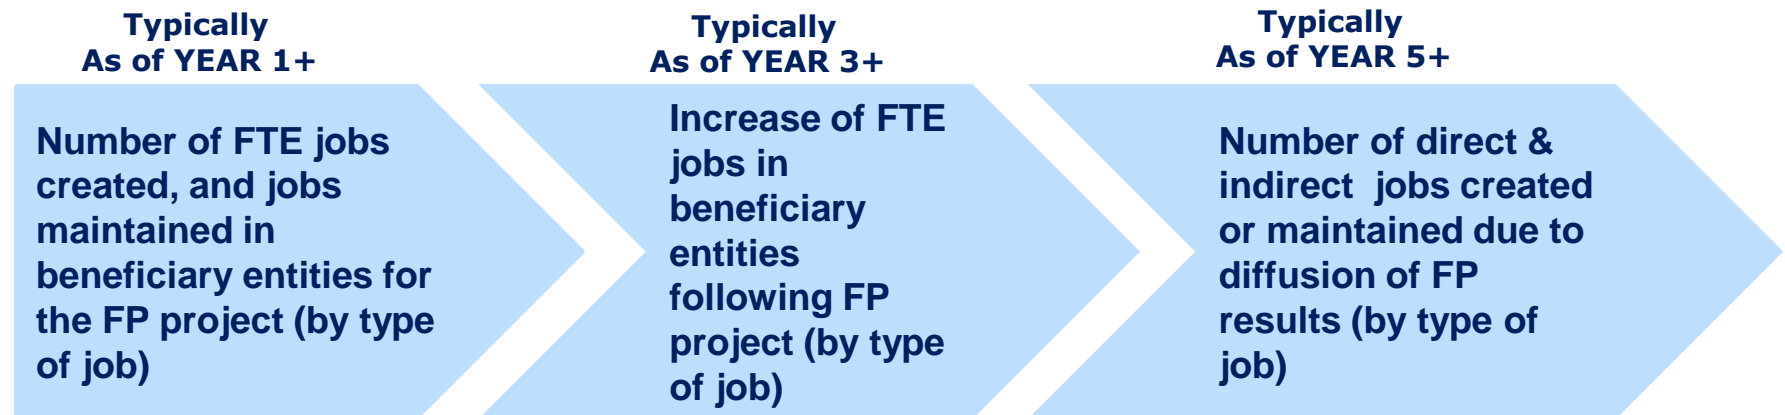 Typically
As of YEAR 1+
Number of FTE jobs
created, and jobs
maintained in
beneficiary entities for
the FP project (by type
of job)
Typically
As of YEAR 3+
Increase of FTE
jobs in
beneficiary
entities
following FP
project (by type
of job)
Typically
As of YEAR 5+
Number of direct &
indirect jobs created
or maintained due to
diffusion of FP
results (by type of
job)